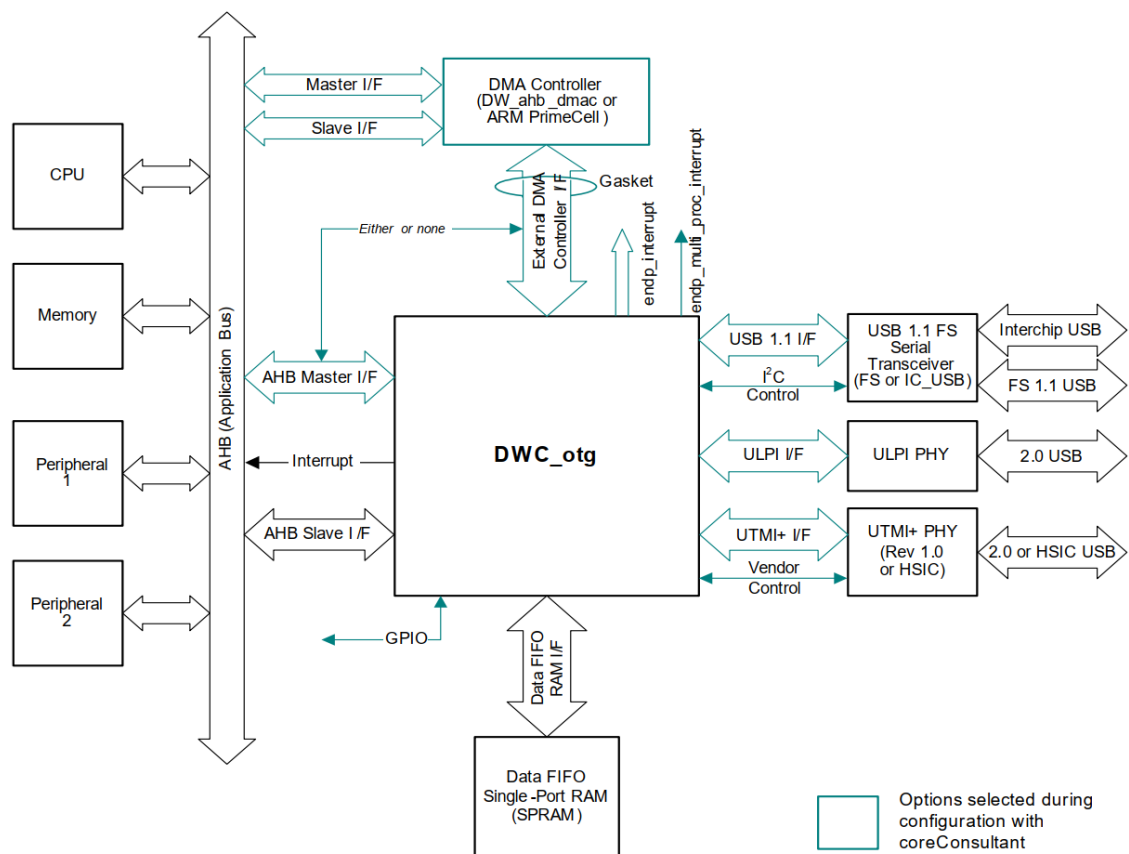 Master I/F
DMA Controller
(DW_ahb_dmac or
ARM PrimeCell)
Slave I/F
CPU
Gasket
External DMA
Controller I/F
Either or none
endp_interrupt
endp_multi_proc_interrupt
Memory
AHB (Application Bus)
USB 1.1 I/F
USB 1.1 FS
Serial
Transceiver
(FS or IC_USB)
Interchip USB
AHB Master I/F
I2C
Control
FS 1.1 USB
Peripheral
1
Interrupt
DWC_otg
ULPI I/F
ULPI PHY
2.0 USB
AHB Slave I/F
UTMI+ I/F
UTMI+ PHY
(Rev 1.0
or HSIC)
2.0 or HSIC USB
Vendor
Control
Peripheral
2
GPIO
Data FIFO
RAM I/F
Data FIFO
Single-Port RAM
(SPRAM)
Options selected during
configuration with
coreConsultant